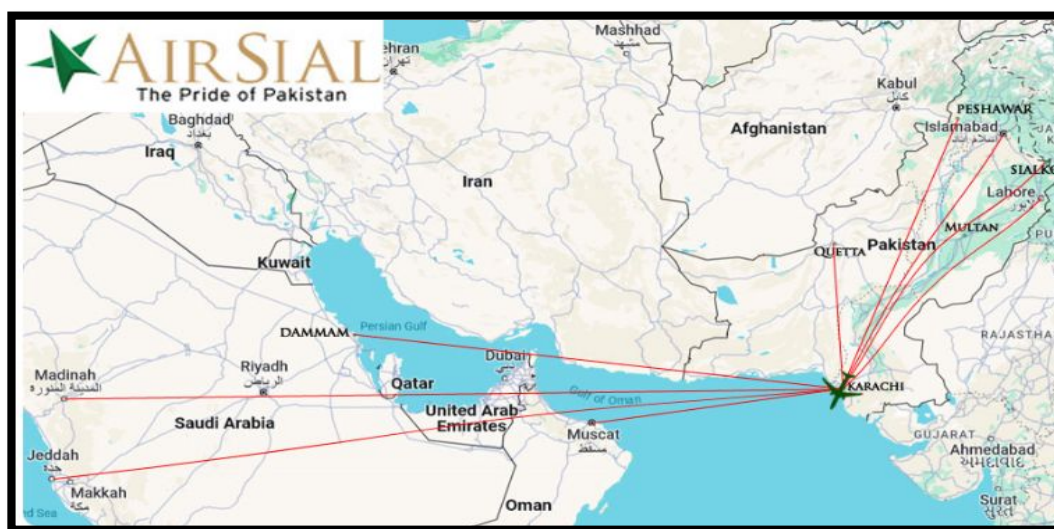 AIRSIAL
The Pride of Pakistan
Mashhad
مشهد
ehran
تهران
Kabul
کابل
PESHAWAR
Islamabad
اسلام آباد
Baghdad
بغداد
Iraq
Afghanistan
Iran
SIALKO
Lahore
لاہور
MULTAN
Pakistan
QUETTA
Kuwait
PU
DAMMAM
Persian Gulf
RAJASTHA
Dubai
دبي
Madinah
المدينة المنورة
Riyadh
الرياض
Qatar
KARACHI
Gulf of Oman
United Arab
Emirates
Saudi Arabia
Muscat
مسقط
GUJARAT
Ahmedabad
અમદાવાદ
Jeddah
جدة
Makkah
مكة
Oman
Surat
સુરત
nd Sea